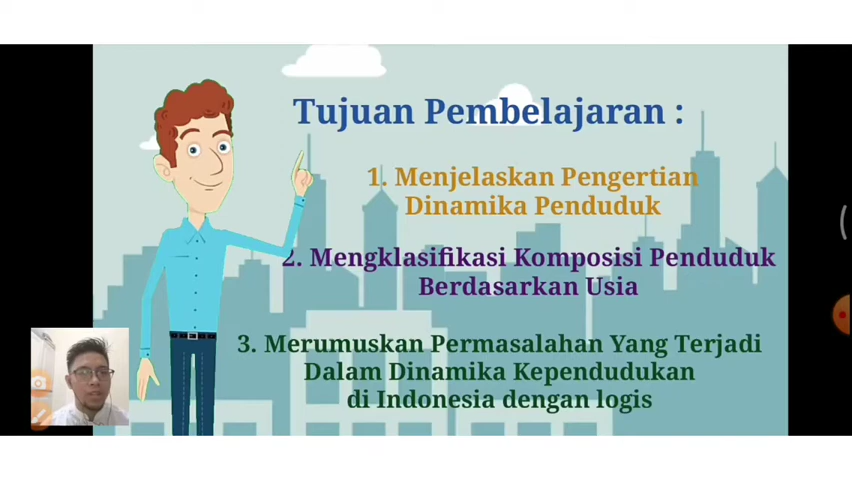 Tujuan Pembelajaran :
1. Menjelaskan Pengertian
Dinamika Penduduk
2. Mengklasifikasi Komposisi Penduduk
Berdasarkan Usia
3. Merumuskan Permasalahan Yang Terjadi
Dalam Dinamika Kependudukan
di Indonesia dengan logis